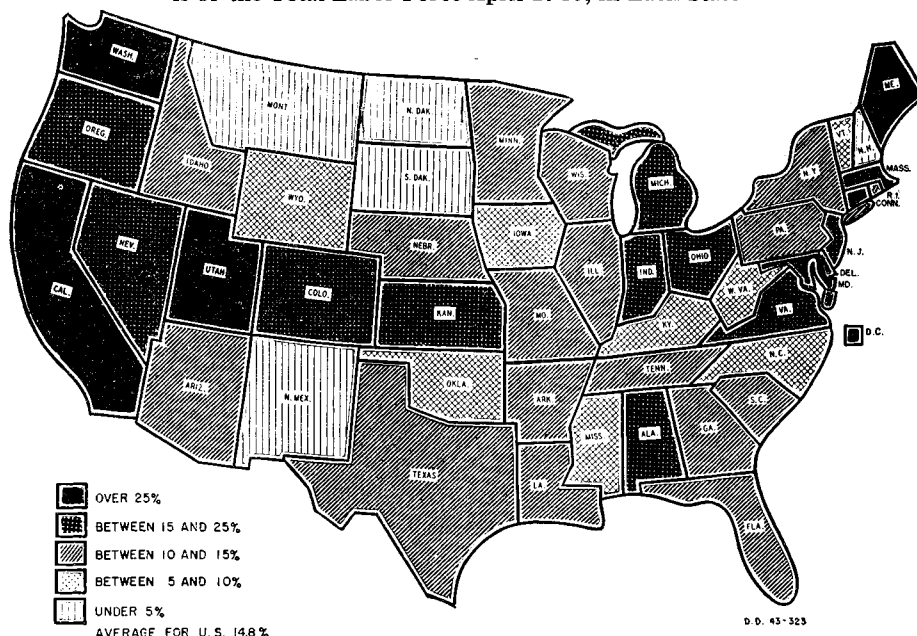 WASH.
MONT
N. DAK
MINN.
ME.
OREG.
IDAHO
S. DAK.
WIS.
MICH.
N.Y.
VT.
N.H.
MASS.
R.I.
CONN.
WYO.
NEBR.
IOWA
ILL
IND.
OHIO
PA.
N.J.
NEV.
UTAH
COLO.
KAN.
MO.
KY.
W.VA.
VA.
DEL.
MD.
D.C.
CAL.
ARIZ.
N. MEX.
OKLA.
ARK.
TENN.
N.C.
S.C.
TEXAS
LA.
MISS.
ALA.
GA.
FLA.
OVER 25%
BETWEEN 15 AND 25%
BETWEEN 10 AND 15%
BETWEEN 5 AND 10%
UNDER 5%
AVERAGE FOR U.S. 14.8%
D.D. 43-323